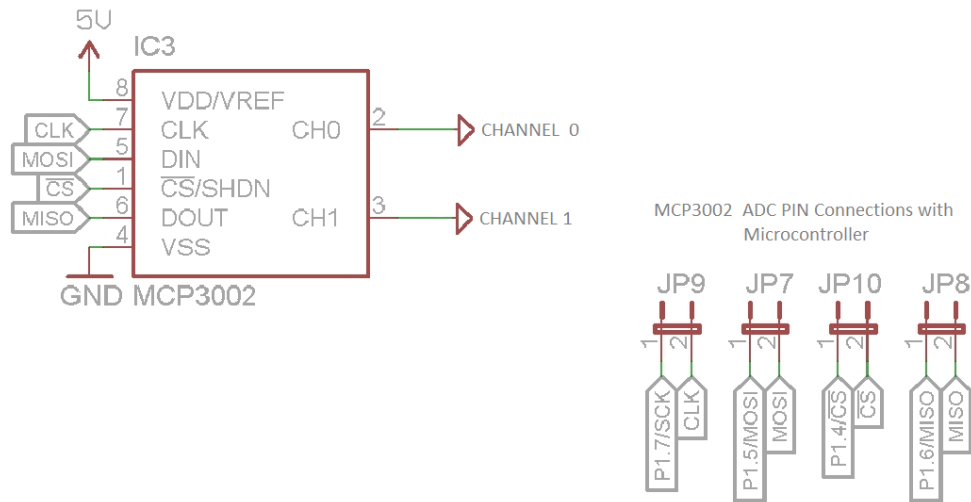 5V
IC3
8
VDD/VREF
CLK
7
CLK
CH0
2
CHANNEL 0
MOSI
5
DIN
CS
1
CS/SHDN
MISO
6
DOUT
CH1
3
CHANNEL 1
4
VSS
GND MCP3002
MCP3002 ADC PIN Connections with
Microcontroller
JP9
JP7
JP10
JP8
1
2
1
2
1
2
1
2
P1.7/SCK
CLK
P1.5/MOSI
MOSI
P1.4/CS
CS
P1.6/MISO
MISO